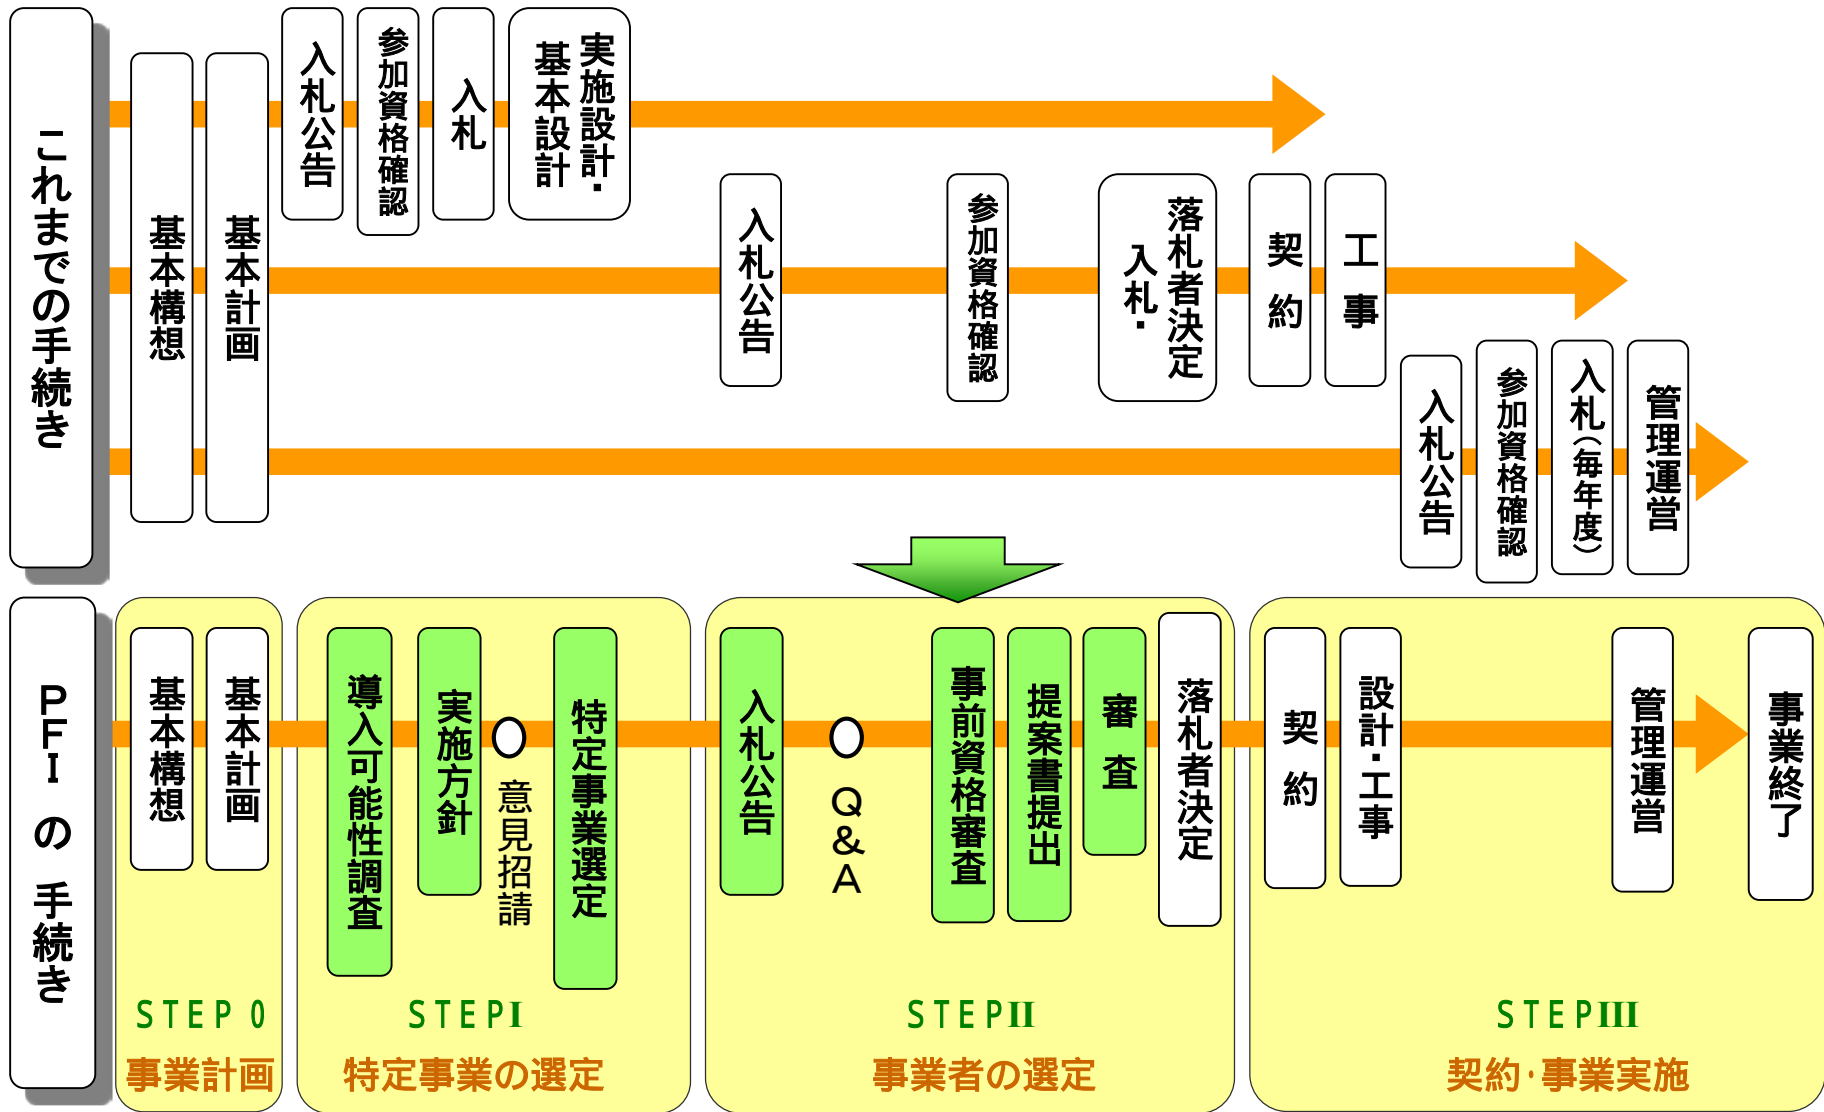 これまでの手続き
基本構想
基本計画
入札公告
参加資格確認
入札
実施設計・
基本設計
入札公告
参加資格確認
落札者決定
入札・
契約
工事
入札公告
参加資格確認
入札（毎年度）
管理運営
PFIの手続き
基本構想
基本計画
導入可能性調査
実施方針
意見招請
特定事業選定
入札公告
Q&A
事前資格審査
提案書提出
審査
落札者決定
契約
設計・工事
管理運営
事業終了
STEP 0
事業計画
STEPⅠ
特定事業の選定
STEPⅡ
事業者の選定
STEPⅢ
契約・事業実施